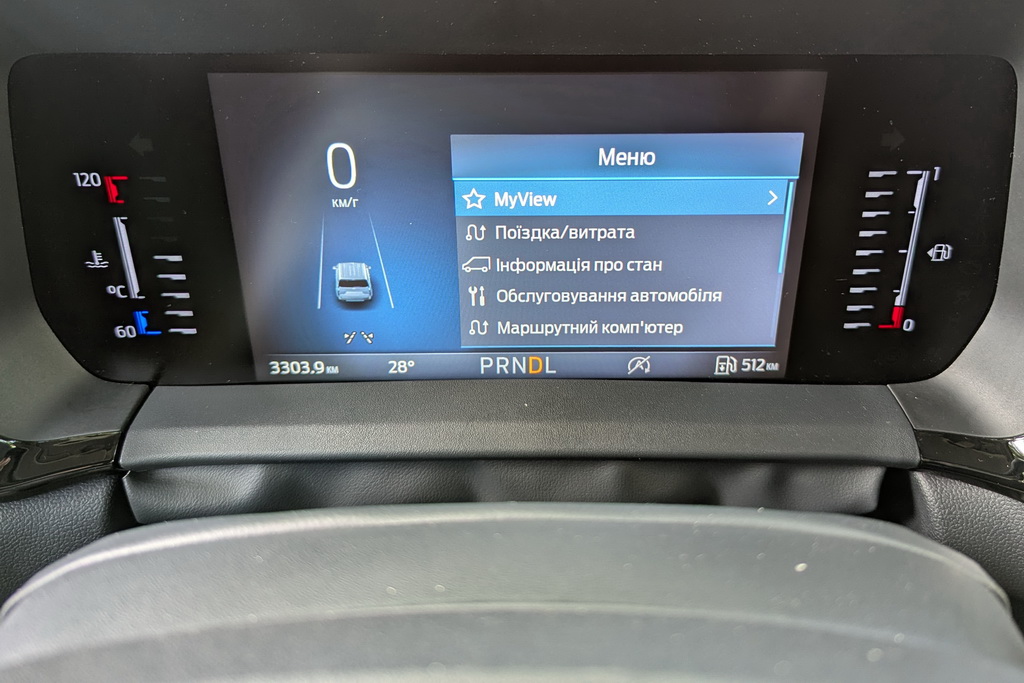 120
°C
60
0
км/г
Меню
MyView
Поїздка/витрата
Інформація про стан
Обслуговування автомобіля
Маршрутний комп'ютер
3303.9 км
28°
PRNDL
512 км
1
0